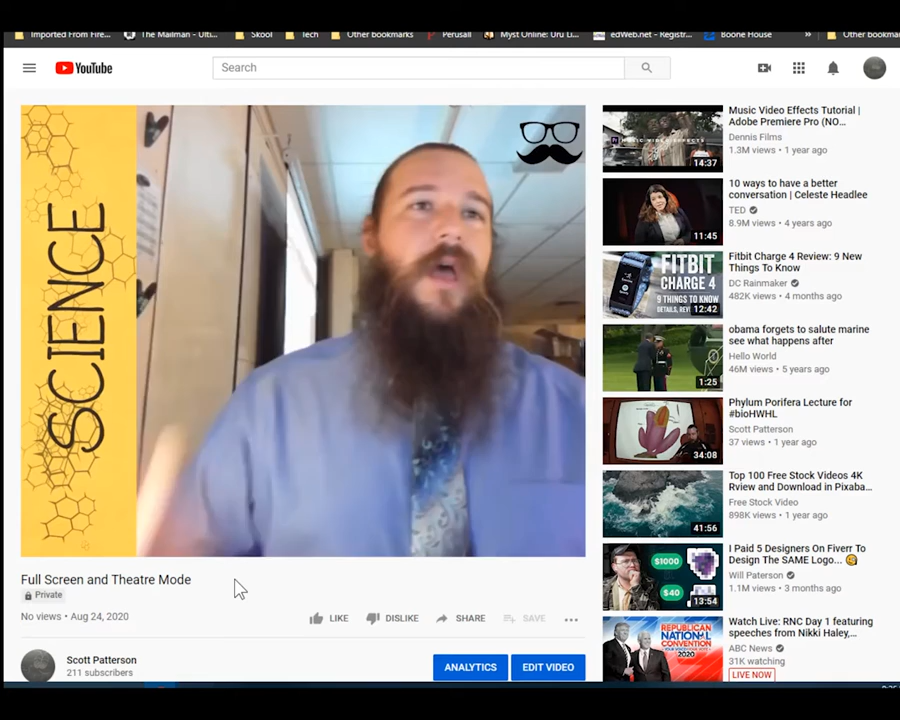 Imported From Fire...
The Mailman - Ulti...
Skool
Tech
Other bookmarks
Perusall
Myst Online: Uru Li...
edWeb.net - Registr...
Boone House
»
Other bookmark
YouTube
Search
SCIENCE
Full Screen and Theatre Mode
Private
No views • Aug 24, 2020
LIKE
DISLIKE
SHARE
SAVE
Scott Patterson
211 subscribers
ANALYTICS
EDIT VIDEO
MUSIC VIDEO EFFECTS
14:37
Music Video Effects Tutorial |
Adobe Premiere Pro (NO...
Dennis Films
1.3M views • 1 year ago
11:45
10 ways to have a better
conversation | Celeste Headlee
TED
8.9M views • 4 years ago
FITBIT
CHARGE 4
9 THINGS TO KNOW
12:42
Fitbit Charge 4 Review: 9 New
Things To Know
DC Rainmaker
482K views • 4 months ago
1:25
obama forgets to salute marine
see what happens after
Hello World
46M views • 5 years ago
34:08
Phylum Porifera Lecture for
#bioHWHL
Scott Patterson
37 views • 1 year ago
41:56
Top 100 Free Stock Videos 4K
Rview and Download in Pixaba...
Free Stock Video
898K views • 1 year ago
$1000
$40
13:54
I Paid 5 Designers On Fiverr To
Design The SAME Logo...
Will Paterson
1.1M views • 3 months ago
REPUBLICAN
NATIONAL
CONVENTION
2020
Watch Live: RNC Day 1 featuring
speeches from Nikki Haley,...
ABC News
31K watching
LIVE NOW